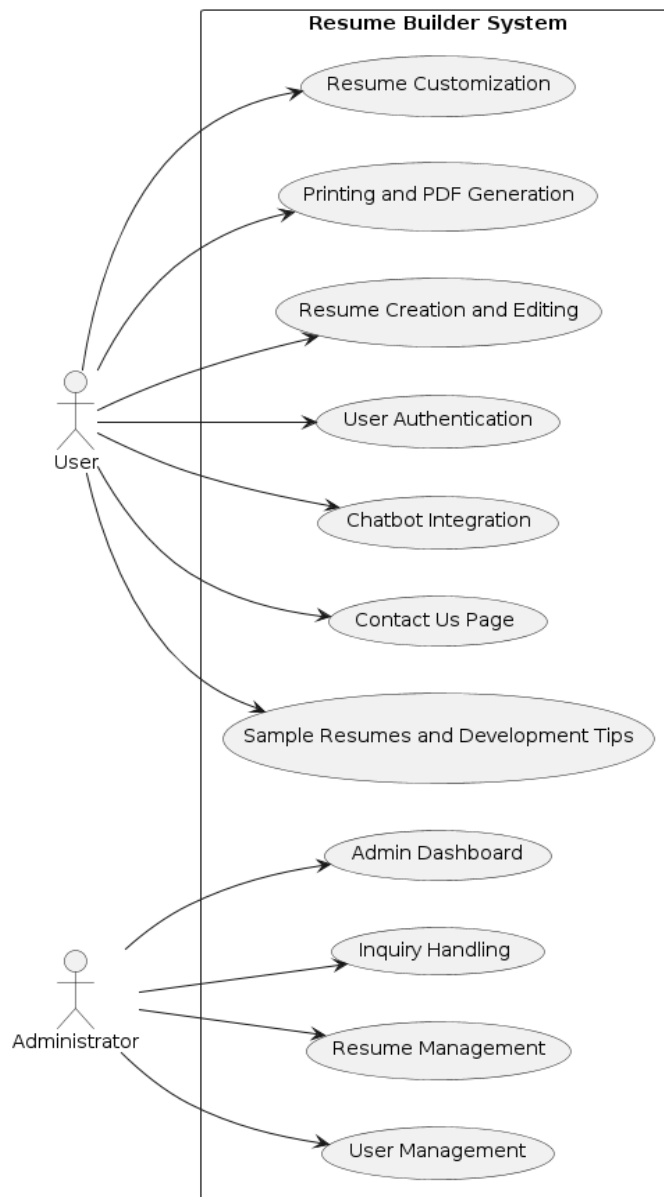 Resume Builder System
Resume Customization
Printing and PDF Generation
Resume Creation and Editing
User Authentication
User
Chatbot Integration
Contact Us Page
Sample Resumes and Development Tips
Admin Dashboard
Inquiry Handling
Administrator
Resume Management
User Management